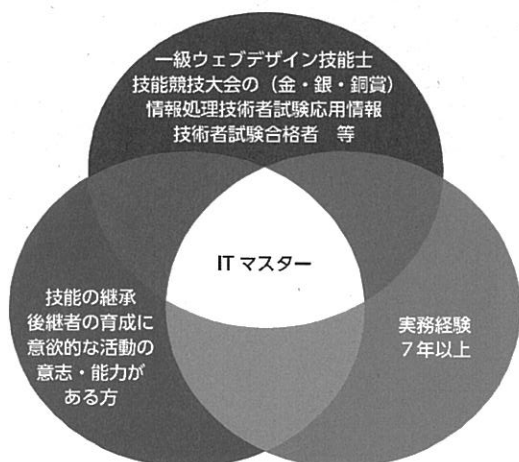 一級ウェブデザイン技能士
技能競技大会の（金・銀・銅賞）
情報処理技術者試験応用情報
技術者試験合格者　等
ITマスター
技能の継承
後継者の育成に
意欲的な活動の
意志・能力が
ある方
実務経験
７年以上